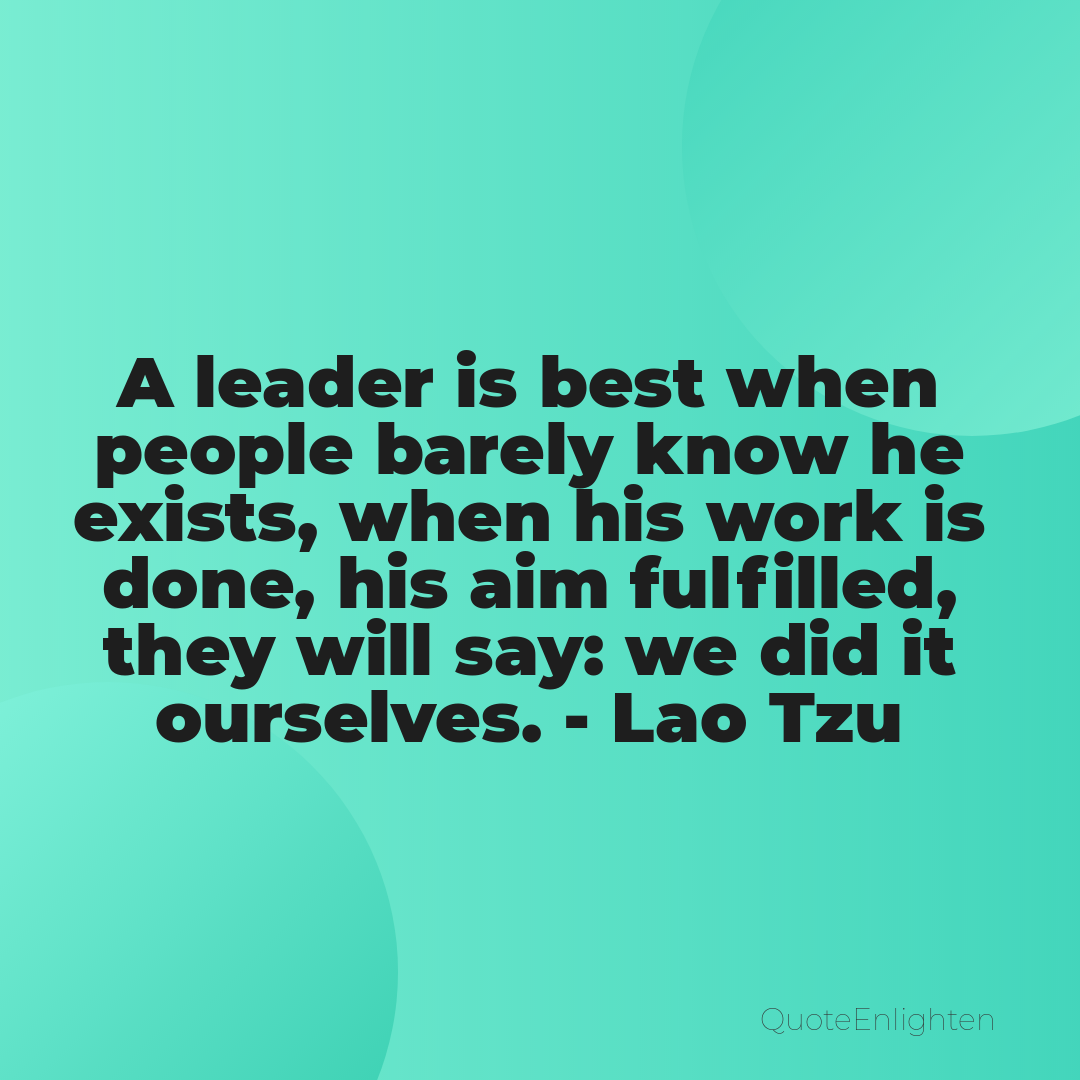 A leader is best when
people barely know he
exists, when his work is
done, his aim fulfilled,
they will say: we did it
ourselves. - Lao Tzu
QuoteEnlighten